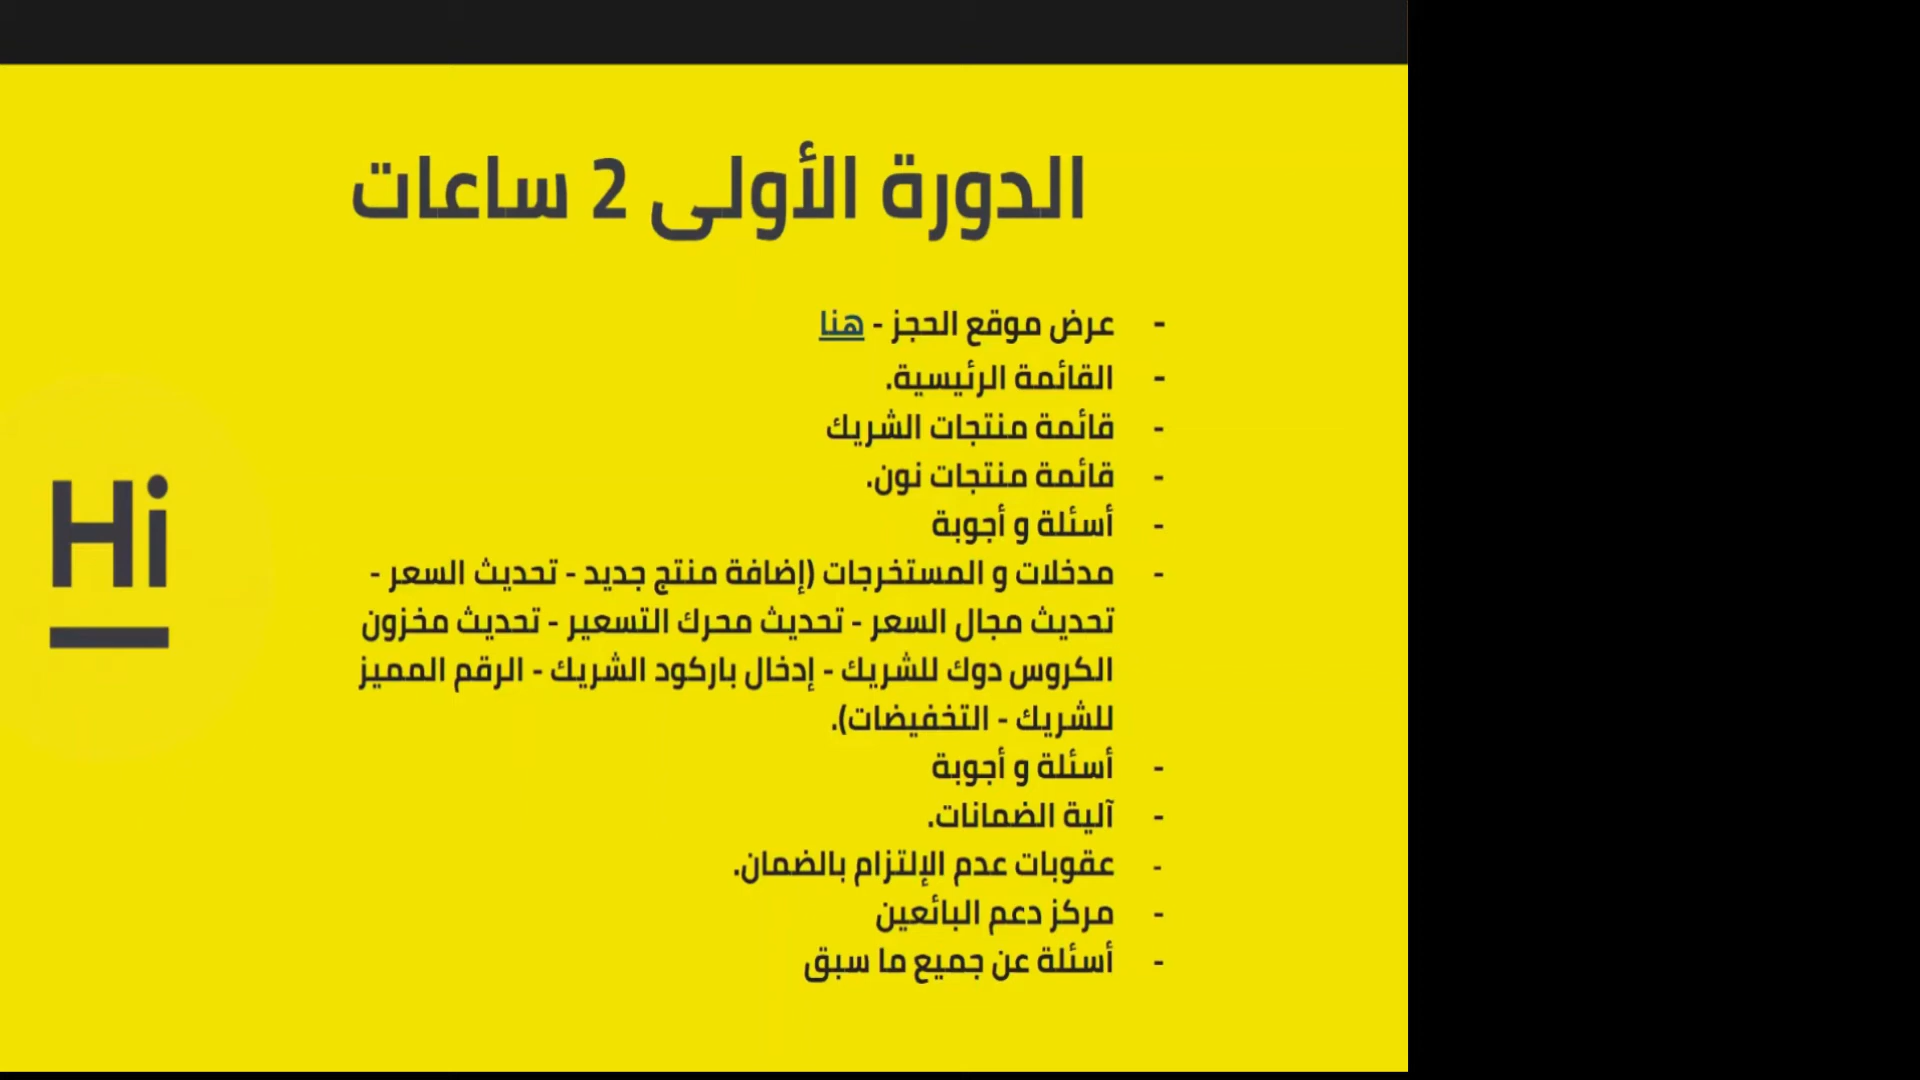 الدورة الأولى 2 ساعات
- عرض موقع الحجز - هنا
- القائمة الرئيسية.
- قائمة منتجات الشريك
- قائمة منتجات نون.
- أسئلة و أجوبة
- مدخلات و المستخرجات (إضافة منتج جديد - تحديث السعر -
تحديث مجال السعر - تحديث محرك التسعير - تحديث مخزون
الكروس دوك للشريك - إدخال باركود الشريك - الرقم المميز
للشريك - التخفيضات).
- أسئلة و أجوبة
- آلية الضمانات.
- عقوبات عدم الإلتزام بالضمان.
- مركز دعم البائعين
- أسئلة عن جميع ما سبق
Hi